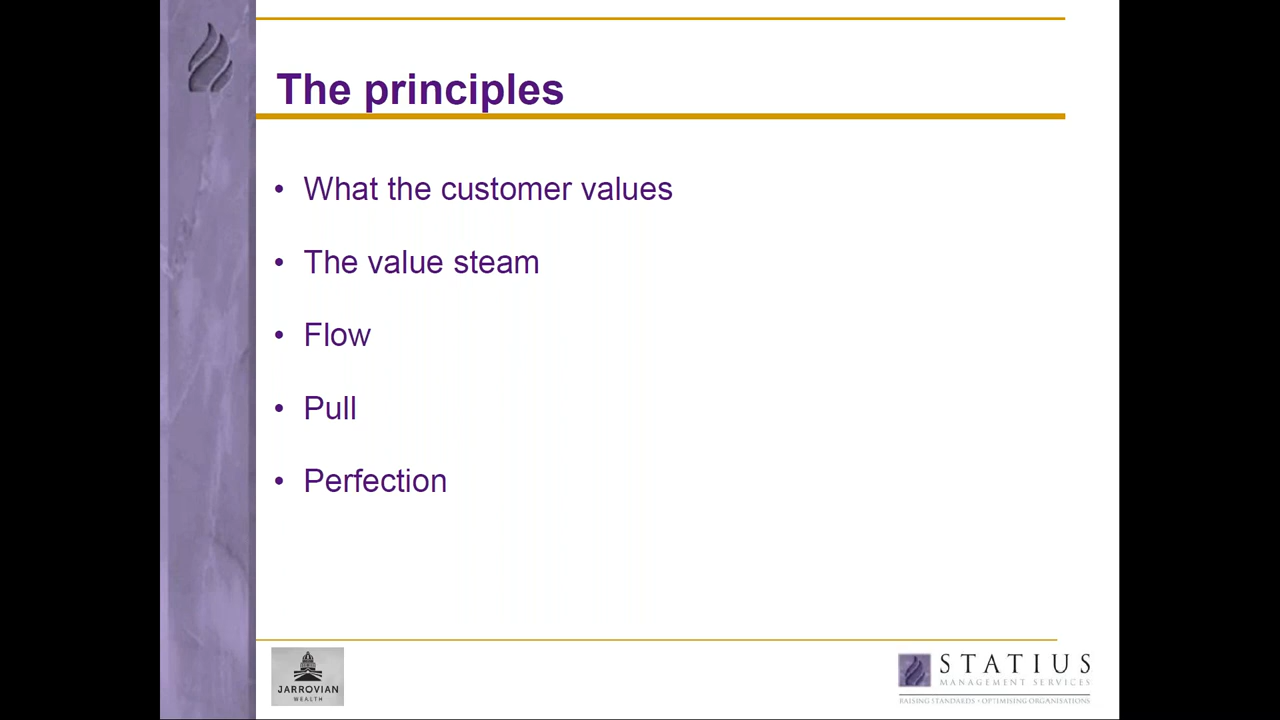 The principles
• What the customer values
• The value steam
• Flow
• Pull
• Perfection
JARROVIAN
WEALTH
STATIUS
MANAGEMENT SERVICES
RAISING STANDARDS • OPTIMISING ORGANISATIONS